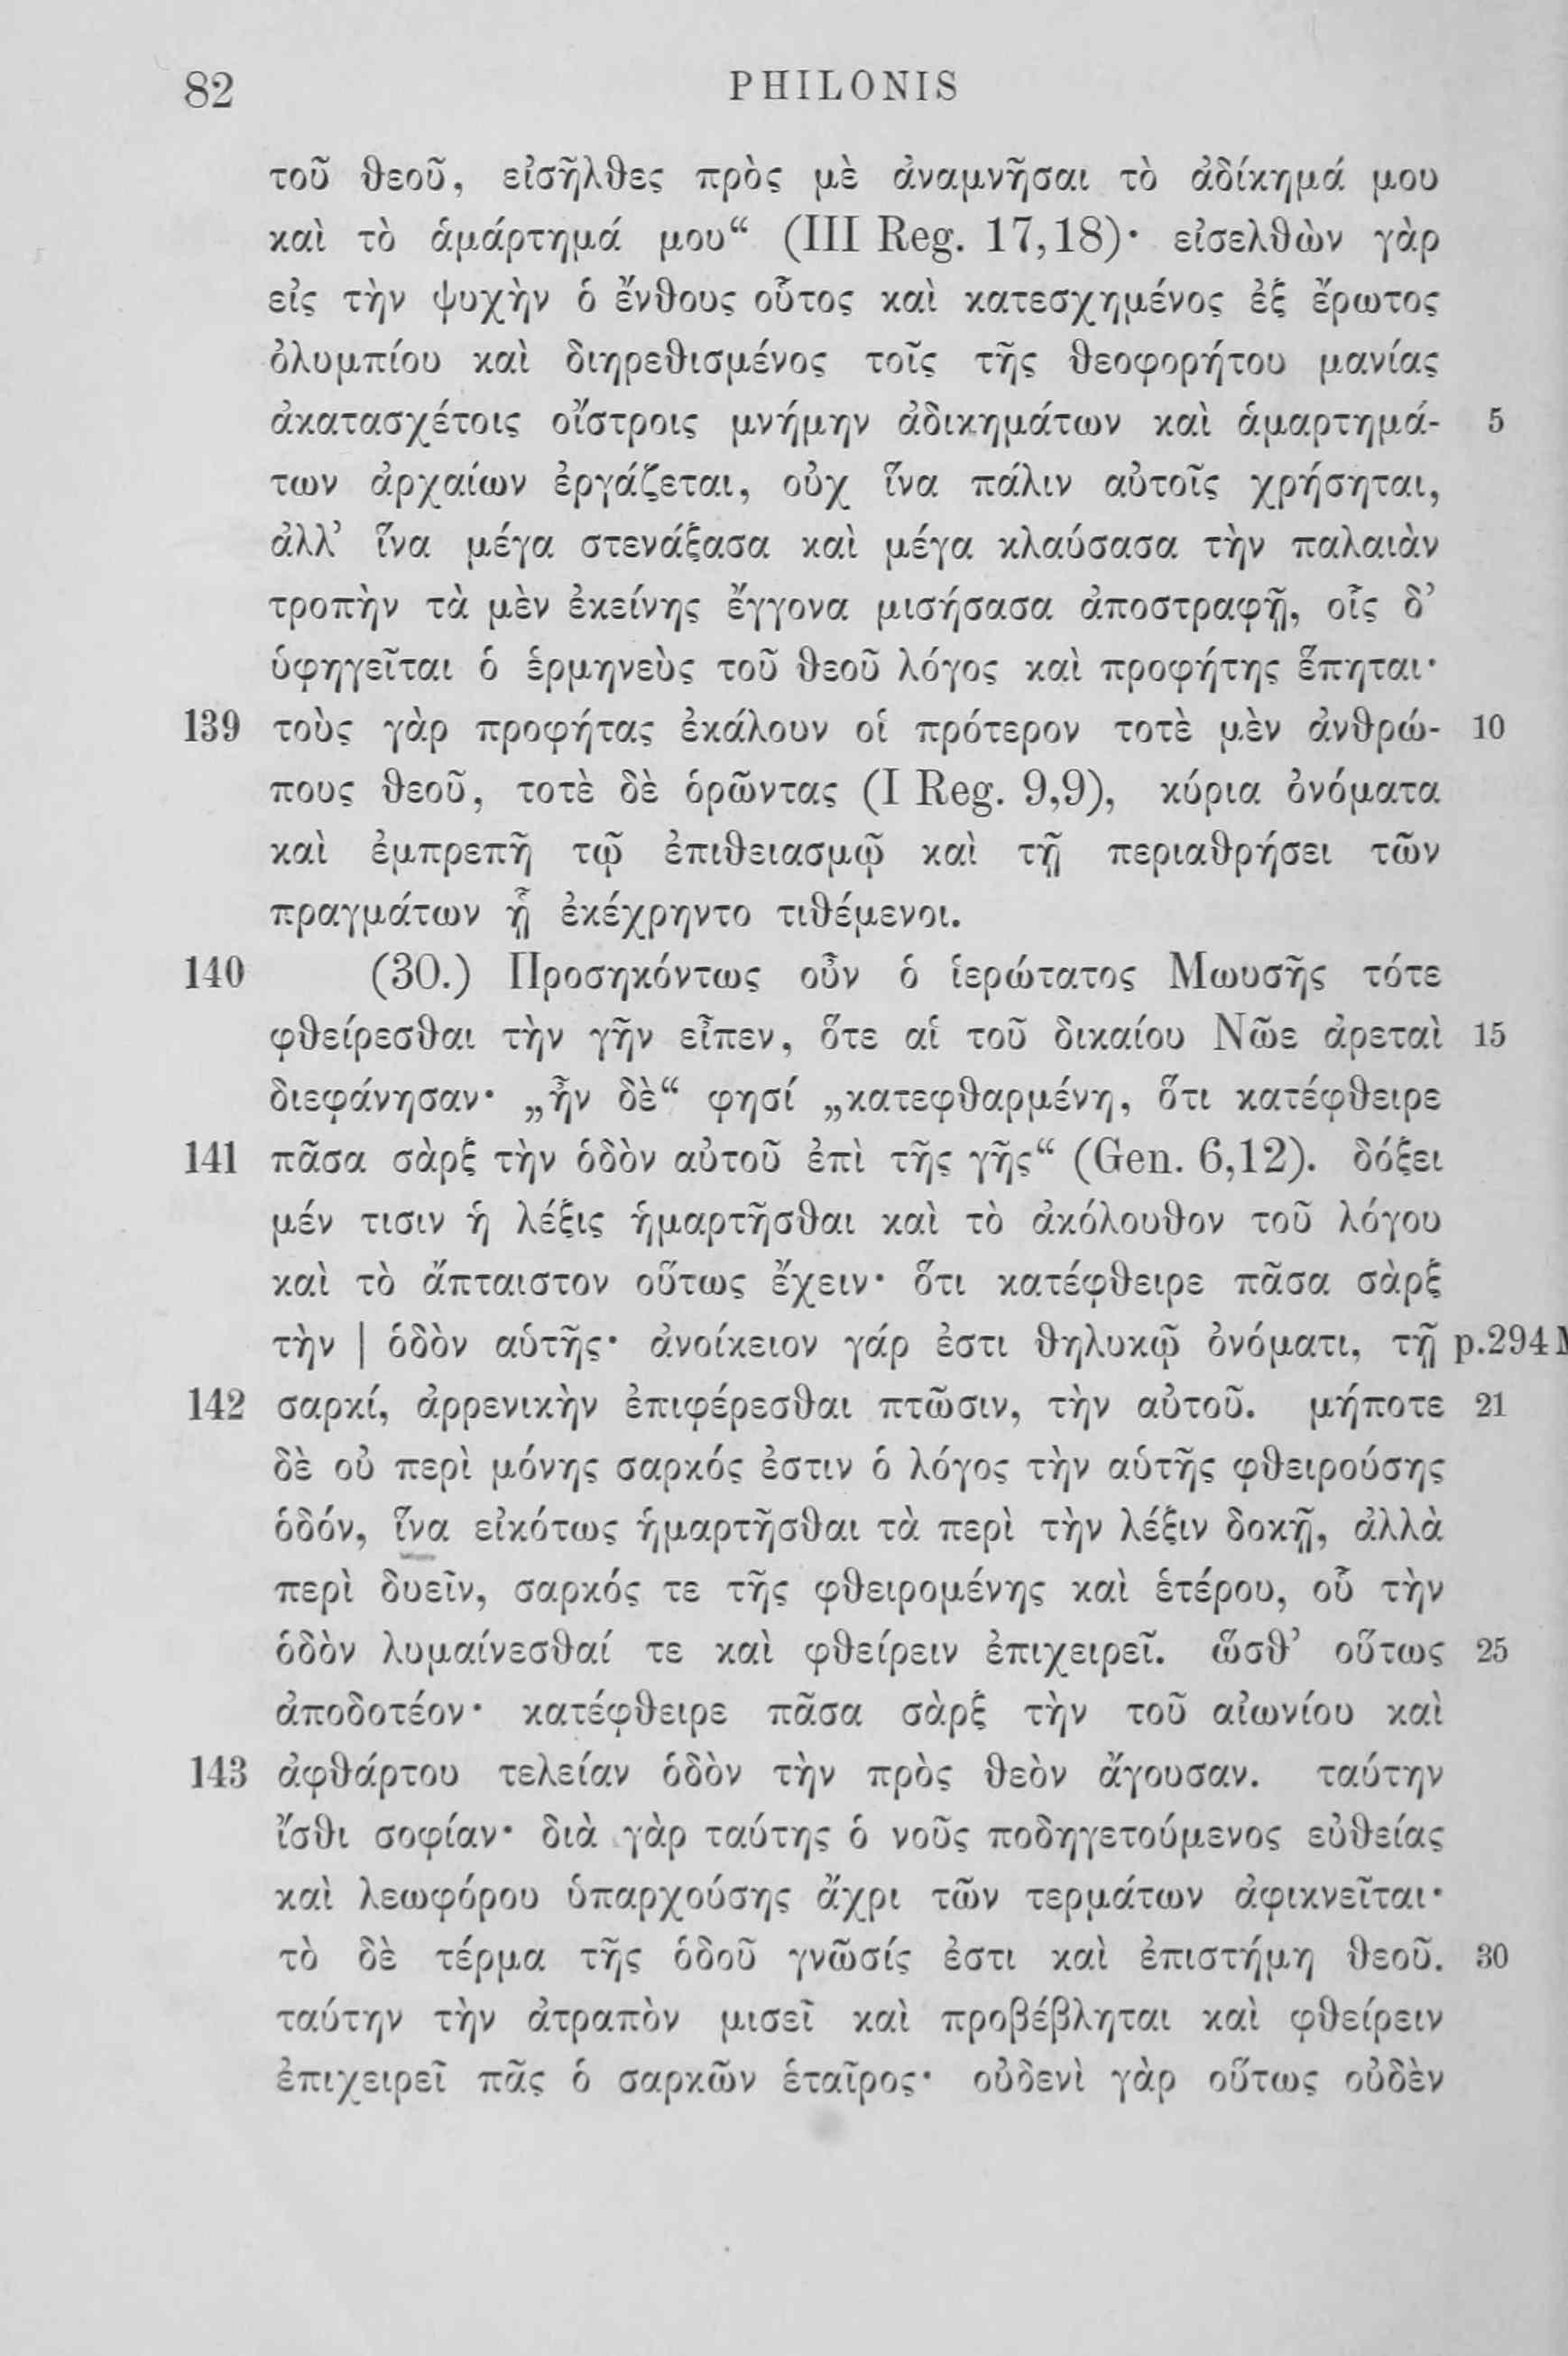 82 PHILONIS
τοῦ θεοῦ, εἰσῆλθες πρὸς μὲ ἀναμνῆσαι τὸ ἀδίκημά μου
καὶ τὸ ἁμάρτημά μου“ (III Reg. 17,18)· εἰσελθὼν γὰρ
εἰς τὴν ψυχὴν ὁ ἔνθους οὗτος καὶ κατεσχημένος ἐξ ἔρωτος
ὀλυμπίου καὶ διηρεθισμένος τοῖς τῆς θεοφορήτου μανίας
ἀκατασχέτοις οἴστροις μνήμην ἀδικημάτων καὶ ἁμαρτημά- 5
των ἀρχαίων ἐργάζεται, οὐχ ἵνα πάλιν αὐτοῖς χρήσηται,
ἀλλ’ ἵνα μέγα στενάξασα καὶ μέγα κλαύσασα τὴν παλαιὰν
τροπὴν τὰ μὲν ἐκείνης ἔγγονα μισήσασα ἀποστραφῇ, οἷς δ’
ὑφηγεῖται ὁ ἑρμηνεὺς τοῦ θεοῦ λόγος καὶ προφήτης ἕπηται·
139 τοὺς γὰρ προφήτας ἐκάλουν οἱ πρότερον τοτὲ μὲν ἀνθρώ- 10
πους θεοῦ, τοτὲ δὲ ὁρῶντας (I Reg. 9,9), κύρια ὀνόματα
καὶ ἐμπρεπῆ τῷ ἐπιθειασμῷ καὶ τῇ περιαθρήσει τῶν
πραγμάτων ᾗ ἐκέχρηντο τιθέμενοι.
140 (30.) Προσηκόντως οὖν ὁ ἱερώτατος Μωυσῆς τότε
φθείρεσθαι τὴν γῆν εἶπεν, ὅτε αἱ τοῦ δικαίου Νῶε ἀρεταὶ 15
διεφάνησαν· „ἦν δὲ“ φησί „κατεφθαρμένη, ὅτι κατέφθειρε
141 πᾶσα σὰρξ τὴν ὁδὸν αὐτοῦ ἐπὶ τῆς γῆς“ (Gen. 6,12). δόξει
μέν τισιν ἡ λέξις ἡμαρτῆσθαι καὶ τὸ ἀκόλουθον τοῦ λόγου
καὶ τὸ ἄπταιστον οὕτως ἔχειν· ὅτι κατέφθειρε πᾶσα σὰρξ
τὴν | ὁδὸν αὑτῆς· ἀνοίκειον γάρ ἐστι θηλυκῷ ὀνόματι, τῇ p.294 M
142 σαρκί, ἀρρενικὴν ἐπιφέρεσθαι πτῶσιν, τὴν αὐτοῦ. μήποτε 21
δὲ οὐ περὶ μόνης σαρκός ἐστιν ὁ λόγος τὴν αὑτῆς φθειρούσης
ὁδόν, ἵνα εἰκότως ἡμαρτῆσθαι τὰ περὶ τὴν λέξιν δοκῇ, ἀλλὰ
περὶ δυεῖν, σαρκός τε τῆς φθειρομένης καὶ ἑτέρου, οὗ τὴν
ὁδὸν λυμαίνεσθαί τε καὶ φθείρειν ἐπιχειρεῖ. ὥσθ’ οὕτως 25
ἀποδοτέον· κατέφθειρε πᾶσα σὰρξ τὴν τοῦ αἰωνίου καὶ
143 ἀφθάρτου τελείαν ὁδὸν τὴν πρὸς θεὸν ἄγουσαν. ταύτην
ἴσθι σοφίαν· διὰ γὰρ ταύτης ὁ νοῦς ποδηγετούμενος εὐθείας
καὶ λεωφόρου ὑπαρχούσης ἄχρι τῶν τερμάτων ἀφικνεῖται·
τὸ δὲ τέρμα τῆς ὁδοῦ γνῶσίς ἐστι καὶ ἐπιστήμη θεοῦ. 30
ταύτην τὴν ἀτραπὸν μισεῖ καὶ προβέβληται καὶ φθείρειν
ἐπιχειρεῖ πᾶς ὁ σαρκῶν ἑταῖρος· οὐδενὶ γὰρ οὕτως οὐδὲν